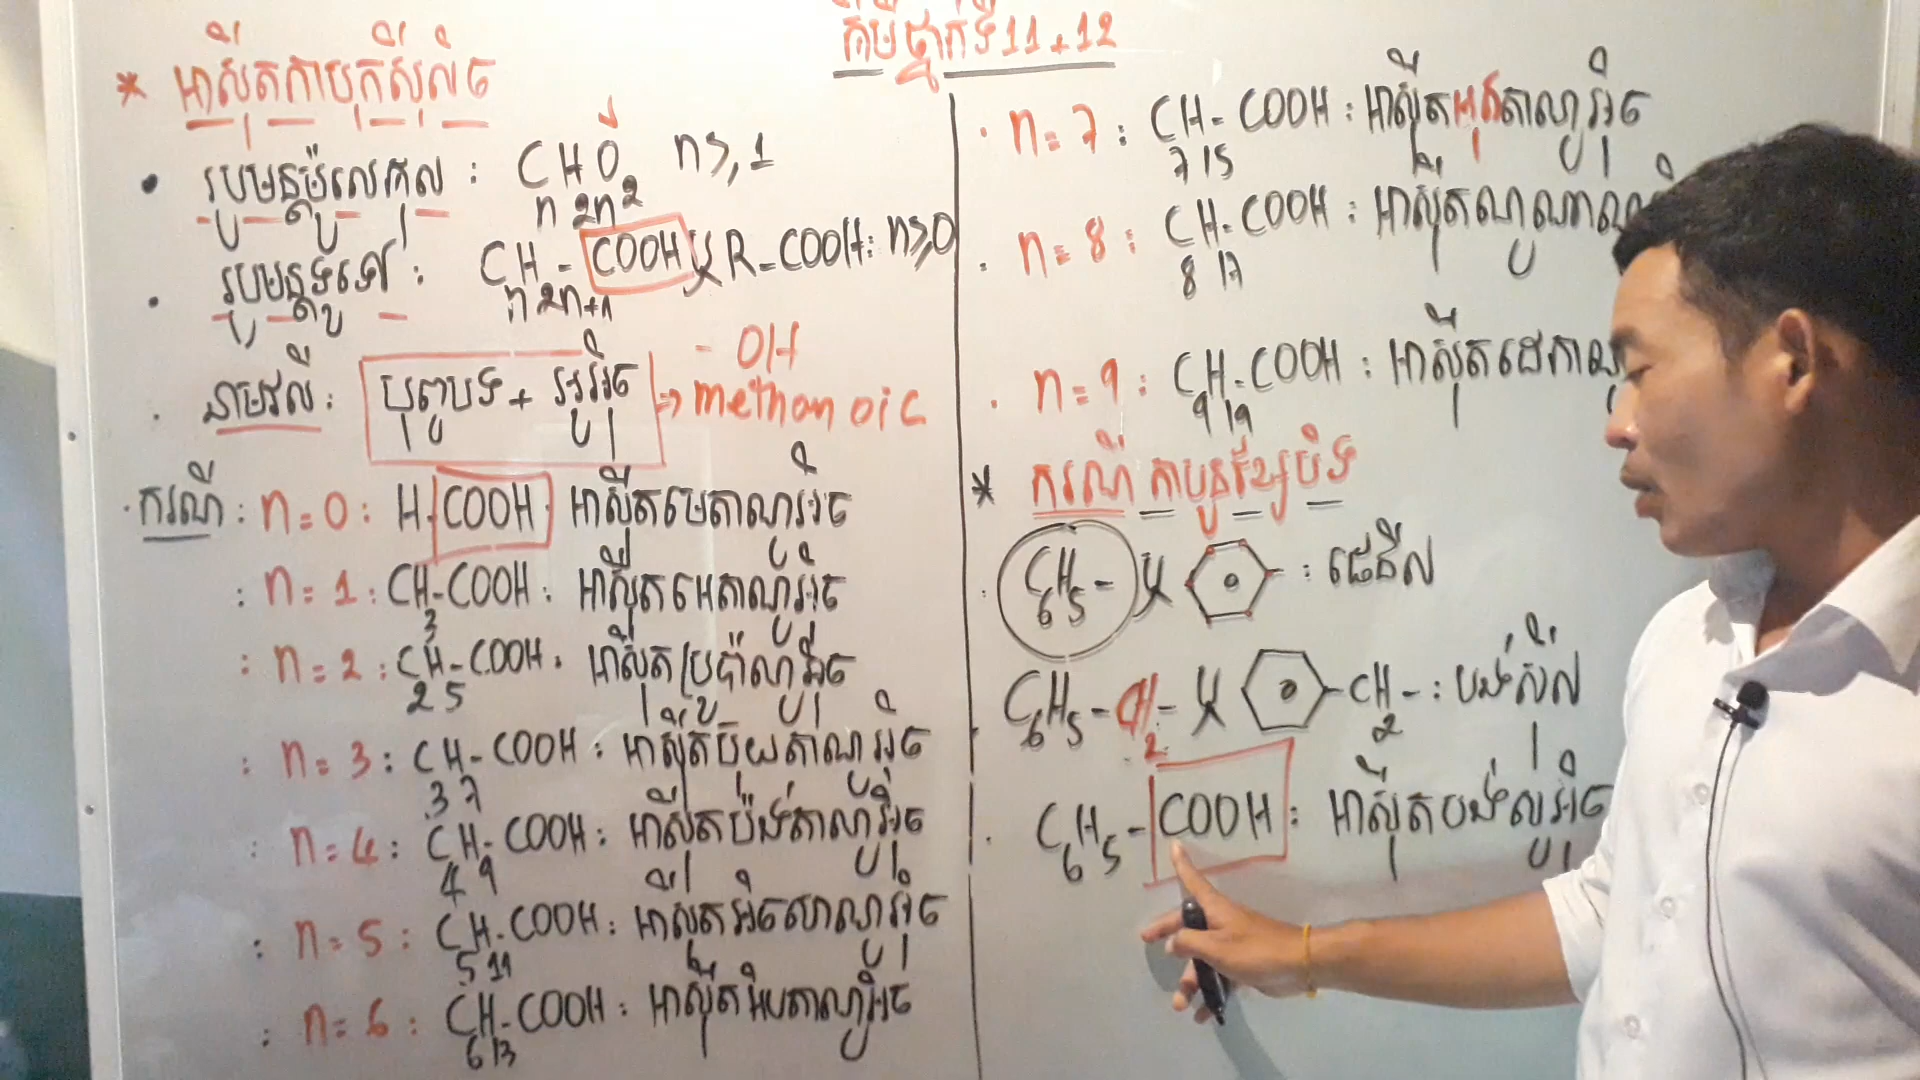 គីមីថ្នាក់ទី11+12
* អាស៊ីតកាបុកស៊ីលិច
• រូបមន្តម៉ូលេគុល : CnH2nO2 n≥1
• រូបមន្តទូទៅ : CnH2n+1-COOH ឬ R-COOH: n≥0
• នាមវលី: បុព្វបទ + អូអ៊ិច → methanoic
-OH
• ករណី: n=0: H-COOH អាស៊ីតមេតាណូអ៊ិច
: n=1: CH3-COOH: អាស៊ីតអេតាណូអ៊ិច
: n=2: C2H5-COOH: អាស៊ីតប្រូប៉ាណូអ៊ិច
: n=3: C3H7-COOH: អាស៊ីតប៊ុយតាណូអ៊ិច
: n=4: C4H9-COOH: អាស៊ីតប៉ង់តាណូអ៊ិច
: n=5: C5H11-COOH: អាស៊ីតអ៊ិចសាណូអ៊ិច
: n=6: C6H13-COOH: អាស៊ីតអិបតាណូអ៊ិច
• n=7: C7H15-COOH: អាស៊ីតអុកតាណូអ៊ិច
• n=8: C8H17-COOH: អាស៊ីតណូណាណ
• n=9: C9H19-COOH: អាស៊ីតដេកាណូ
* ករណី កាបូនខ្សែបិទ
: C6H5- ឬ : ផេនីល
• C6H5-CH2- ឬ -CH2-: បង់ស៊ីល
• C6H5-COOH: អាស៊ីតបង់សូអ៊ិច